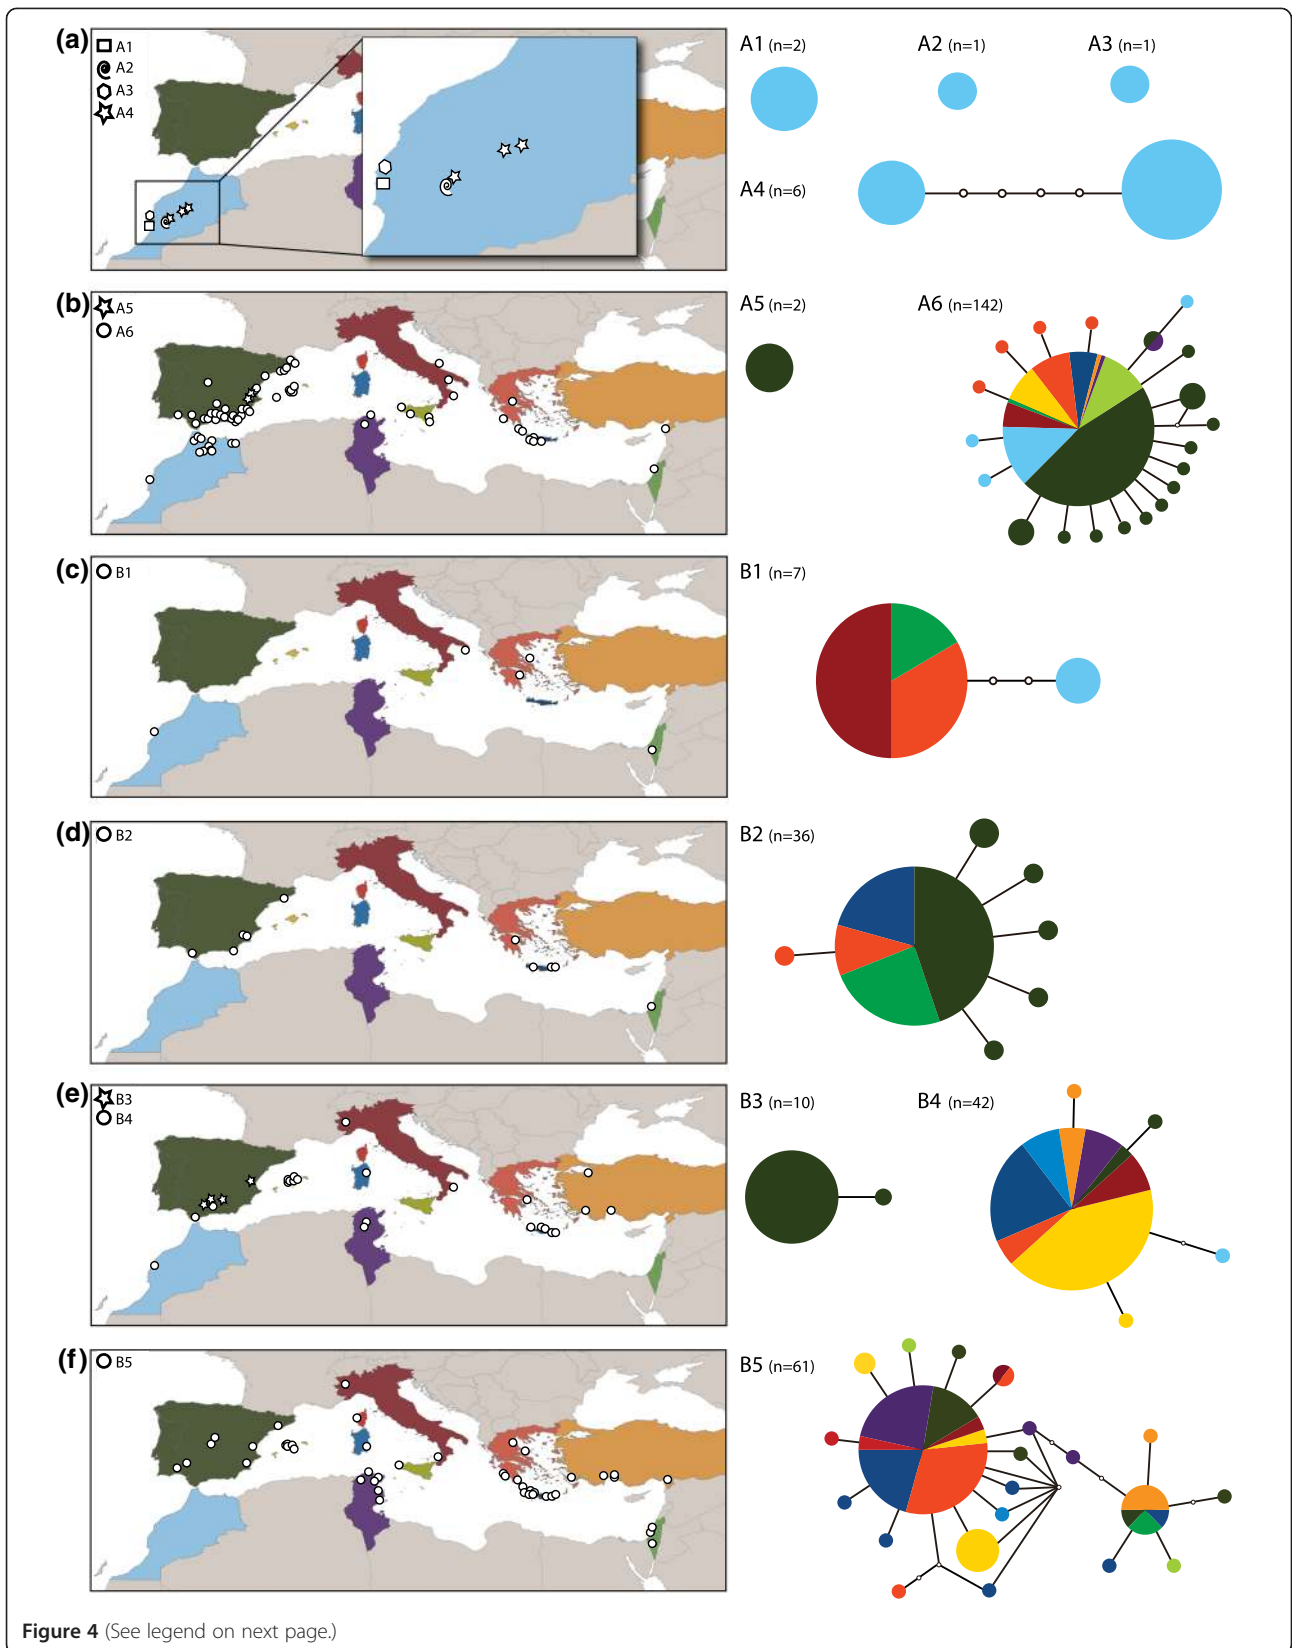 (a)
A1
A2
A3
A4
A1 (n=2)
A2 (n=1)
A3 (n=1)
A4 (n=6)
(b)
A5
A6
A5 (n=2)
A6 (n=142)
(c)
B1
B1 (n=7)
(d)
B2
B2 (n=36)
(e)
B3
B4
B3 (n=10)
B4 (n=42)
(f)
B5
B5 (n=61)
Figure 4 (See legend on next page.)